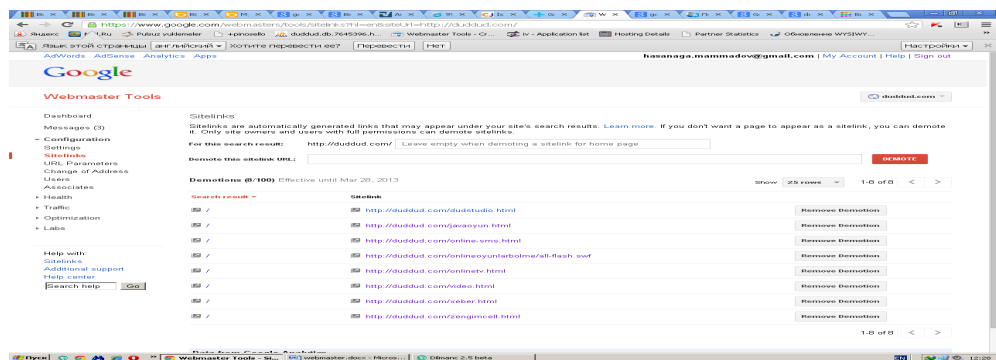 https://www.google.com/webmasters/tools/sitelinks?hl=en&siteUrl=http://duddud.com/
Яндекс Pulsuz yuklemeler +pinosello duddud.db.7645396.h... Webmaster Tools - Cr... iv - Application list Hosting Details Partner Statistics Обновление WYSIWY...
Язык этой страницы английский Хотите перевести ее? Перевести Нет Настройки
AdWords AdSense Analytics Apps hasanaga.mammadov@gmail.com | My Account | Help | Sign out
Google
Webmaster Tools duddud.com
Dashboard
Messages (3)
Configuration
Settings
Sitelinks
URL Parameters
Change of Address
Users
Associates
Health
Traffic
Optimization
Labs
Help with:
Sitelinks
Additional support
Help center
Search help Go
Sitelinks
Sitelinks are automatically generated links that may appear under your site's search results. Learn more. If you don't want a page to appear as a sitelink, you can demote
it. Only site owners and users with full permissions can demote sitelinks.
For this search result: http://duddud.com/ Leave empty when demoting a sitelink for home page
Demote this sitelink URL: DEMOTE
Demotions (8/100) Effective until Mar 28, 2013 Show 25 rows 1-8 of 8 < >
Search result Sitelink
/ http://duddud.com/dudstudio.html Remove Demotion
/ http://duddud.com/javaoyun.html Remove Demotion
/ http://duddud.com/online-sms.html Remove Demotion
/ http://duddud.com/onlineoyunlarbolme/all-flash.swf Remove Demotion
/ http://duddud.com/onlinetv.html Remove Demotion
/ http://duddud.com/video.html Remove Demotion
/ http://duddud.com/xeber.html Remove Demotion
/ http://duddud.com/zengimcell.html Remove Demotion
1-8 of 8 < >
Пуск Webmaster Tools - Si... webmaster.docx - Micros... Dilmanc 2-5 beta EN 12:20